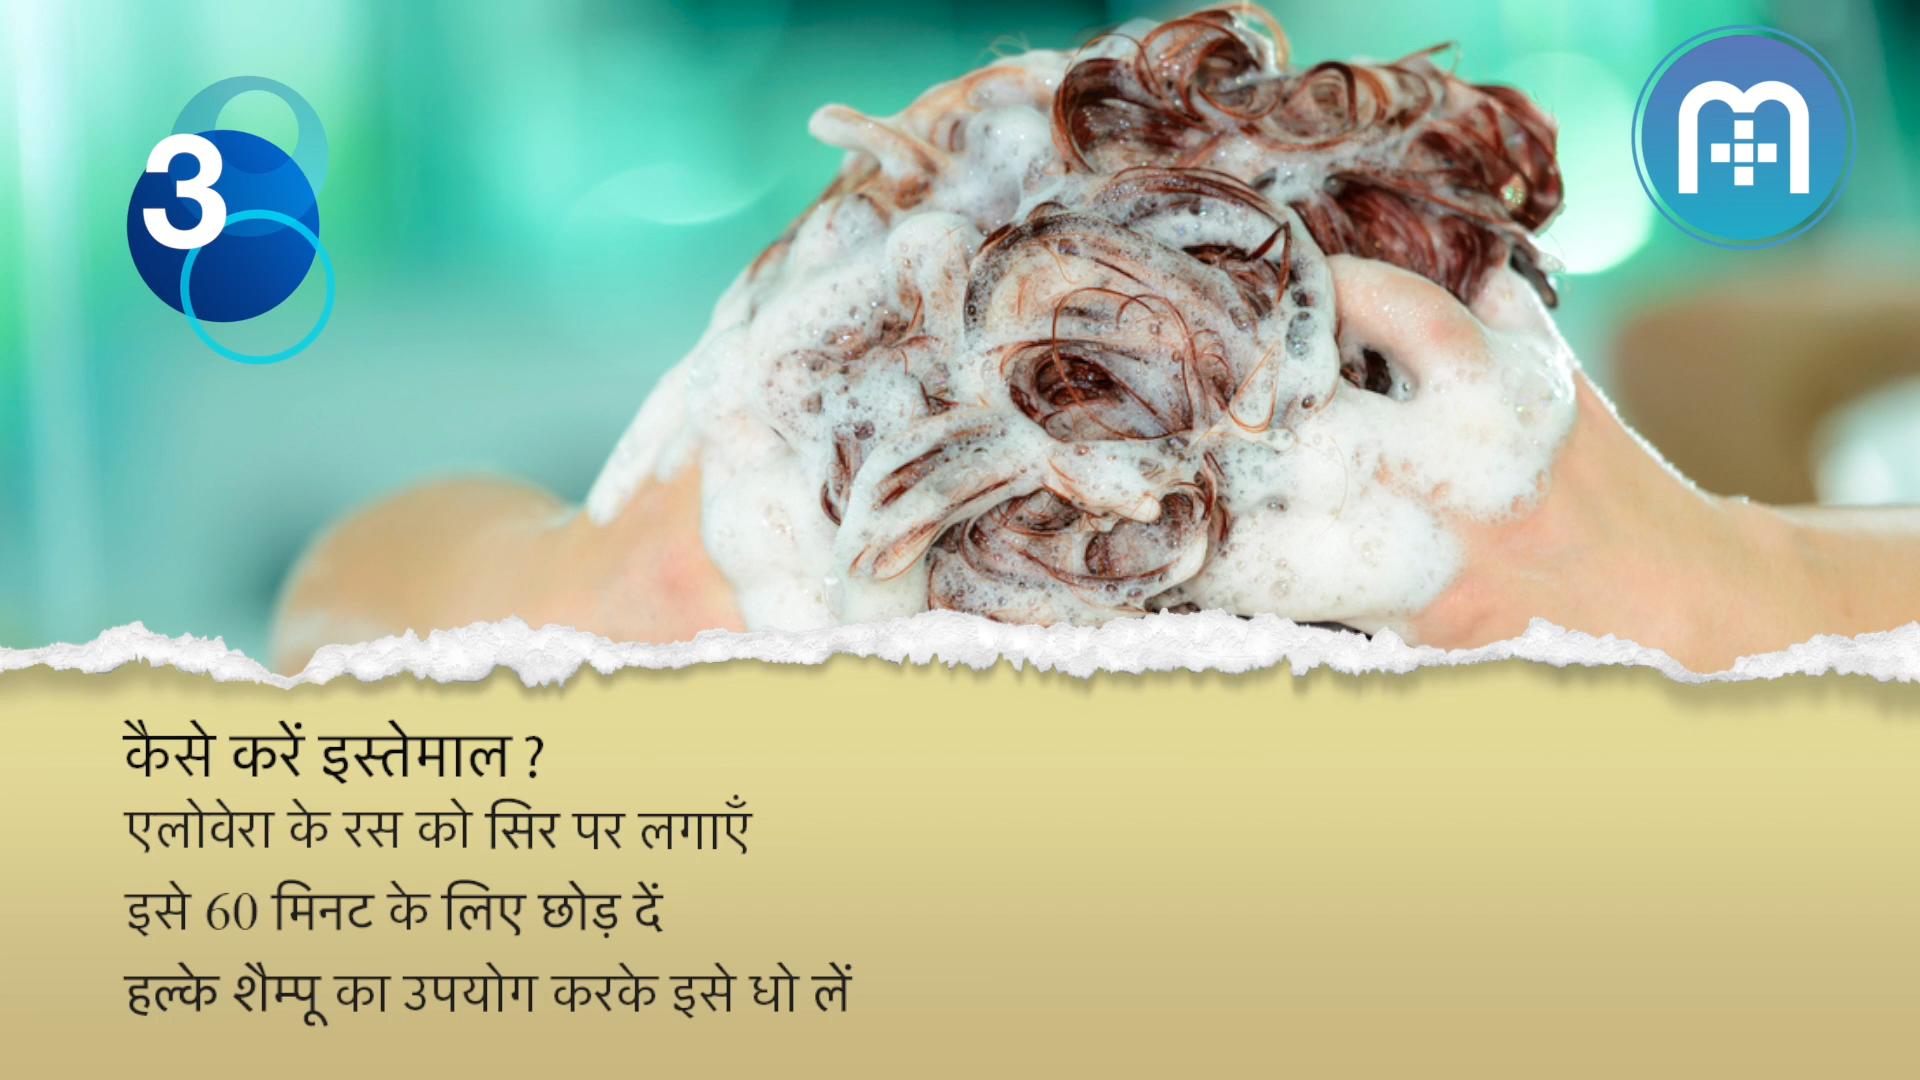 3
कैसे करें इस्तेमाल ?
एलोवेरा के रस को सिर पर लगाएँ
इसे 60 मिनट के लिए छोड़ दें
हल्के शैम्पू का उपयोग करके इसे धो लें